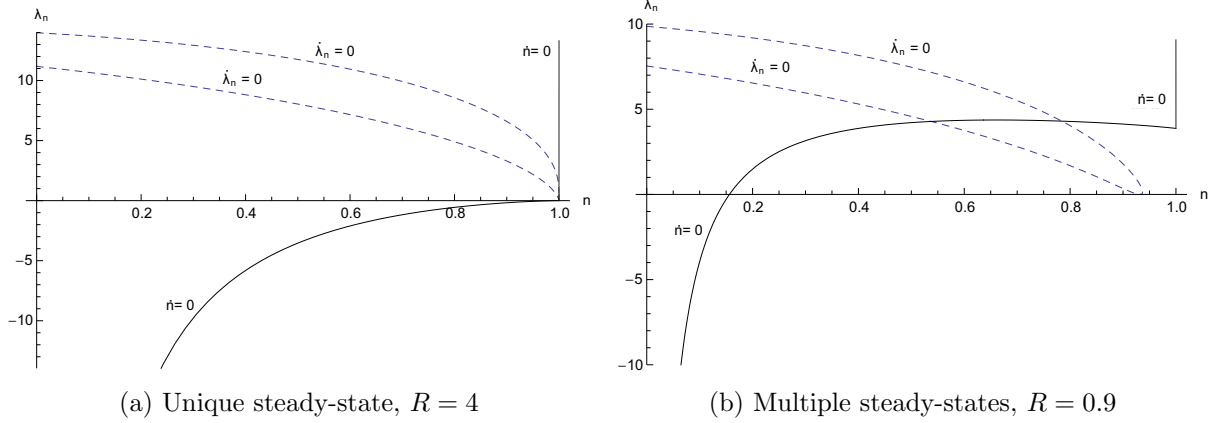 λn
10
5
−5
−10
λ̇n = 0
λ̇n = 0
ṅ= 0
ṅ= 0
0.2 0.4 0.6 0.8 1.0 n
(a) Unique steady-state, R = 4
λn
10
5
−5
−10
λ̇n = 0
λ̇n = 0
ṅ= 0
ṅ= 0
0.2 0.4 0.6 0.8 1.0 n
(b) Multiple steady-states, R = 0.9